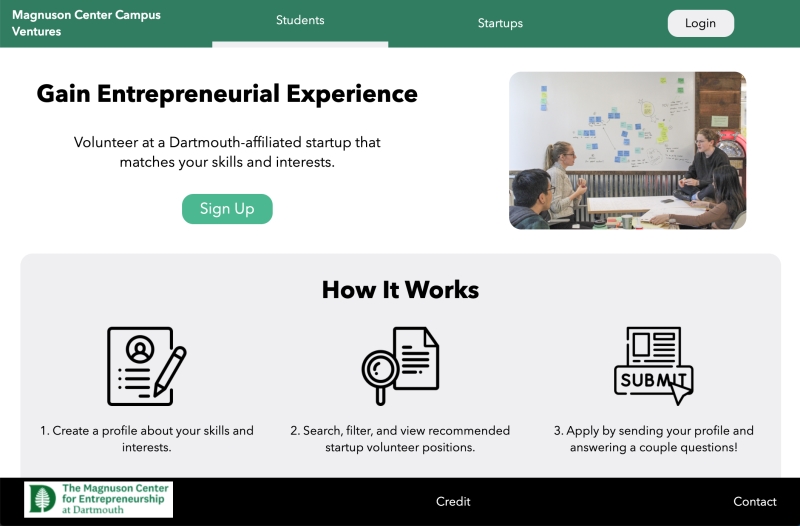 Magnuson Center Campus
Ventures
Students
Startups
Login
Gain Entrepreneurial Experience
Volunteer at a Dartmouth-affiliated startup that
matches your skills and interests.
Sign Up
How It Works
SUBMIT
1. Create a profile about your skills and
interests.
2. Search, filter, and view recommended
startup volunteer positions.
3. Apply by sending your profile and
answering a couple questions!
The Magnuson Center
for Entrepreneurship
at Dartmouth
D
Credit
Contact